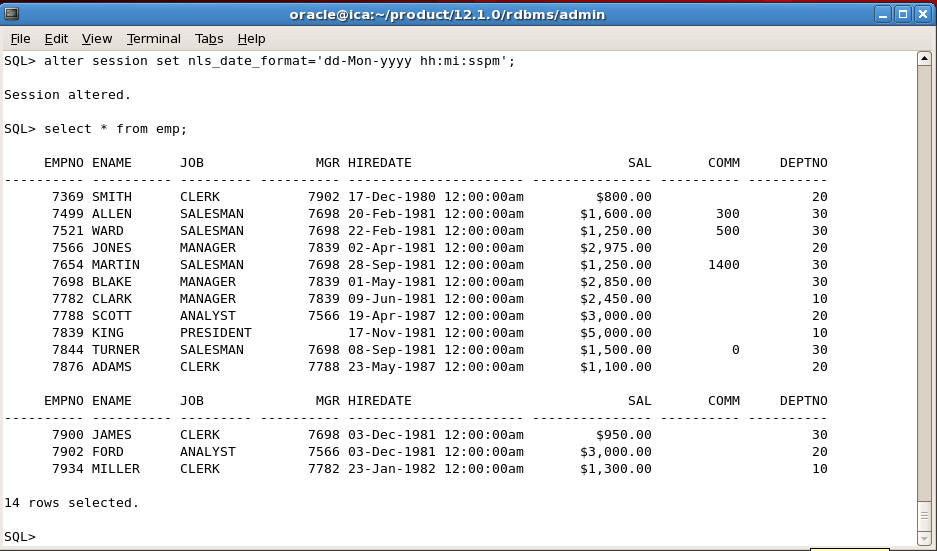 oracle@ica:~/product/12.1.0/rdbms/admin
File Edit View Terminal Tabs Help
SQL> alter session set nls_date_format='dd-Mon-yyyy hh:mi:sspm';
Session altered.
SQL> select * from emp;
     EMPNO ENAME      JOB              MGR HIREDATE                           SAL       COMM     DEPTNO
---------- ---------- --------- ---------- ---------------------- --------------- ---------- ----------
      7369 SMITH      CLERK           7902 17-Dec-1980 12:00:00am         $800.00                    20
      7499 ALLEN      SALESMAN        7698 20-Feb-1981 12:00:00am       $1,600.00        300         30
      7521 WARD       SALESMAN        7698 22-Feb-1981 12:00:00am       $1,250.00        500         30
      7566 JONES      MANAGER         7839 02-Apr-1981 12:00:00am       $2,975.00                    20
      7654 MARTIN     SALESMAN        7698 28-Sep-1981 12:00:00am       $1,250.00       1400         30
      7698 BLAKE      MANAGER         7839 01-May-1981 12:00:00am       $2,850.00                    30
      7782 CLARK      MANAGER         7839 09-Jun-1981 12:00:00am       $2,450.00                    10
      7788 SCOTT      ANALYST         7566 19-Apr-1987 12:00:00am       $3,000.00                    20
      7839 KING       PRESIDENT            17-Nov-1981 12:00:00am       $5,000.00                    10
      7844 TURNER     SALESMAN        7698 08-Sep-1981 12:00:00am       $1,500.00          0         30
      7876 ADAMS      CLERK           7788 23-May-1987 12:00:00am       $1,100.00                    20
     EMPNO ENAME      JOB              MGR HIREDATE                           SAL       COMM     DEPTNO
---------- ---------- --------- ---------- ---------------------- --------------- ---------- ----------
      7900 JAMES      CLERK           7698 03-Dec-1981 12:00:00am         $950.00                    30
      7902 FORD       ANALYST         7566 03-Dec-1981 12:00:00am       $3,000.00                    20
      7934 MILLER     CLERK           7782 23-Jan-1982 12:00:00am       $1,300.00                    10
14 rows selected.
SQL>